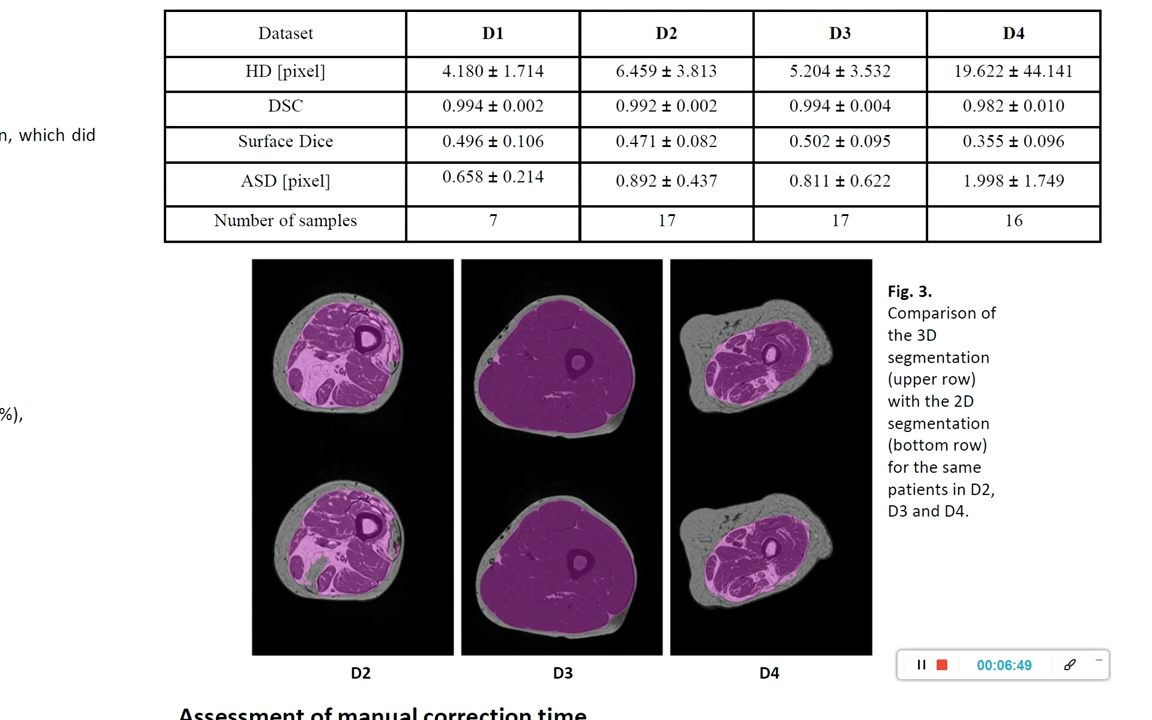 n, which did
%),
Dataset D1 D2 D3 D4
HD [pixel] 4.180 ± 1.714 6.459 ± 3.813 5.204 ± 3.532 19.622 ± 44.141
DSC 0.994 ± 0.002 0.992 ± 0.002 0.994 ± 0.004 0.982 ± 0.010
Surface Dice 0.496 ± 0.106 0.471 ± 0.082 0.502 ± 0.095 0.355 ± 0.096
ASD [pixel] 0.658 ± 0.214 0.892 ± 0.437 0.811 ± 0.622 1.998 ± 1.749
Number of samples 7 17 17 16
Fig. 3.
Comparison of
the 3D
segmentation
(upper row)
with the 2D
segmentation
(bottom row)
for the same
patients in D2,
D3 and D4.
D2 D3 D4
00:06:49
Assessment of manual correction time